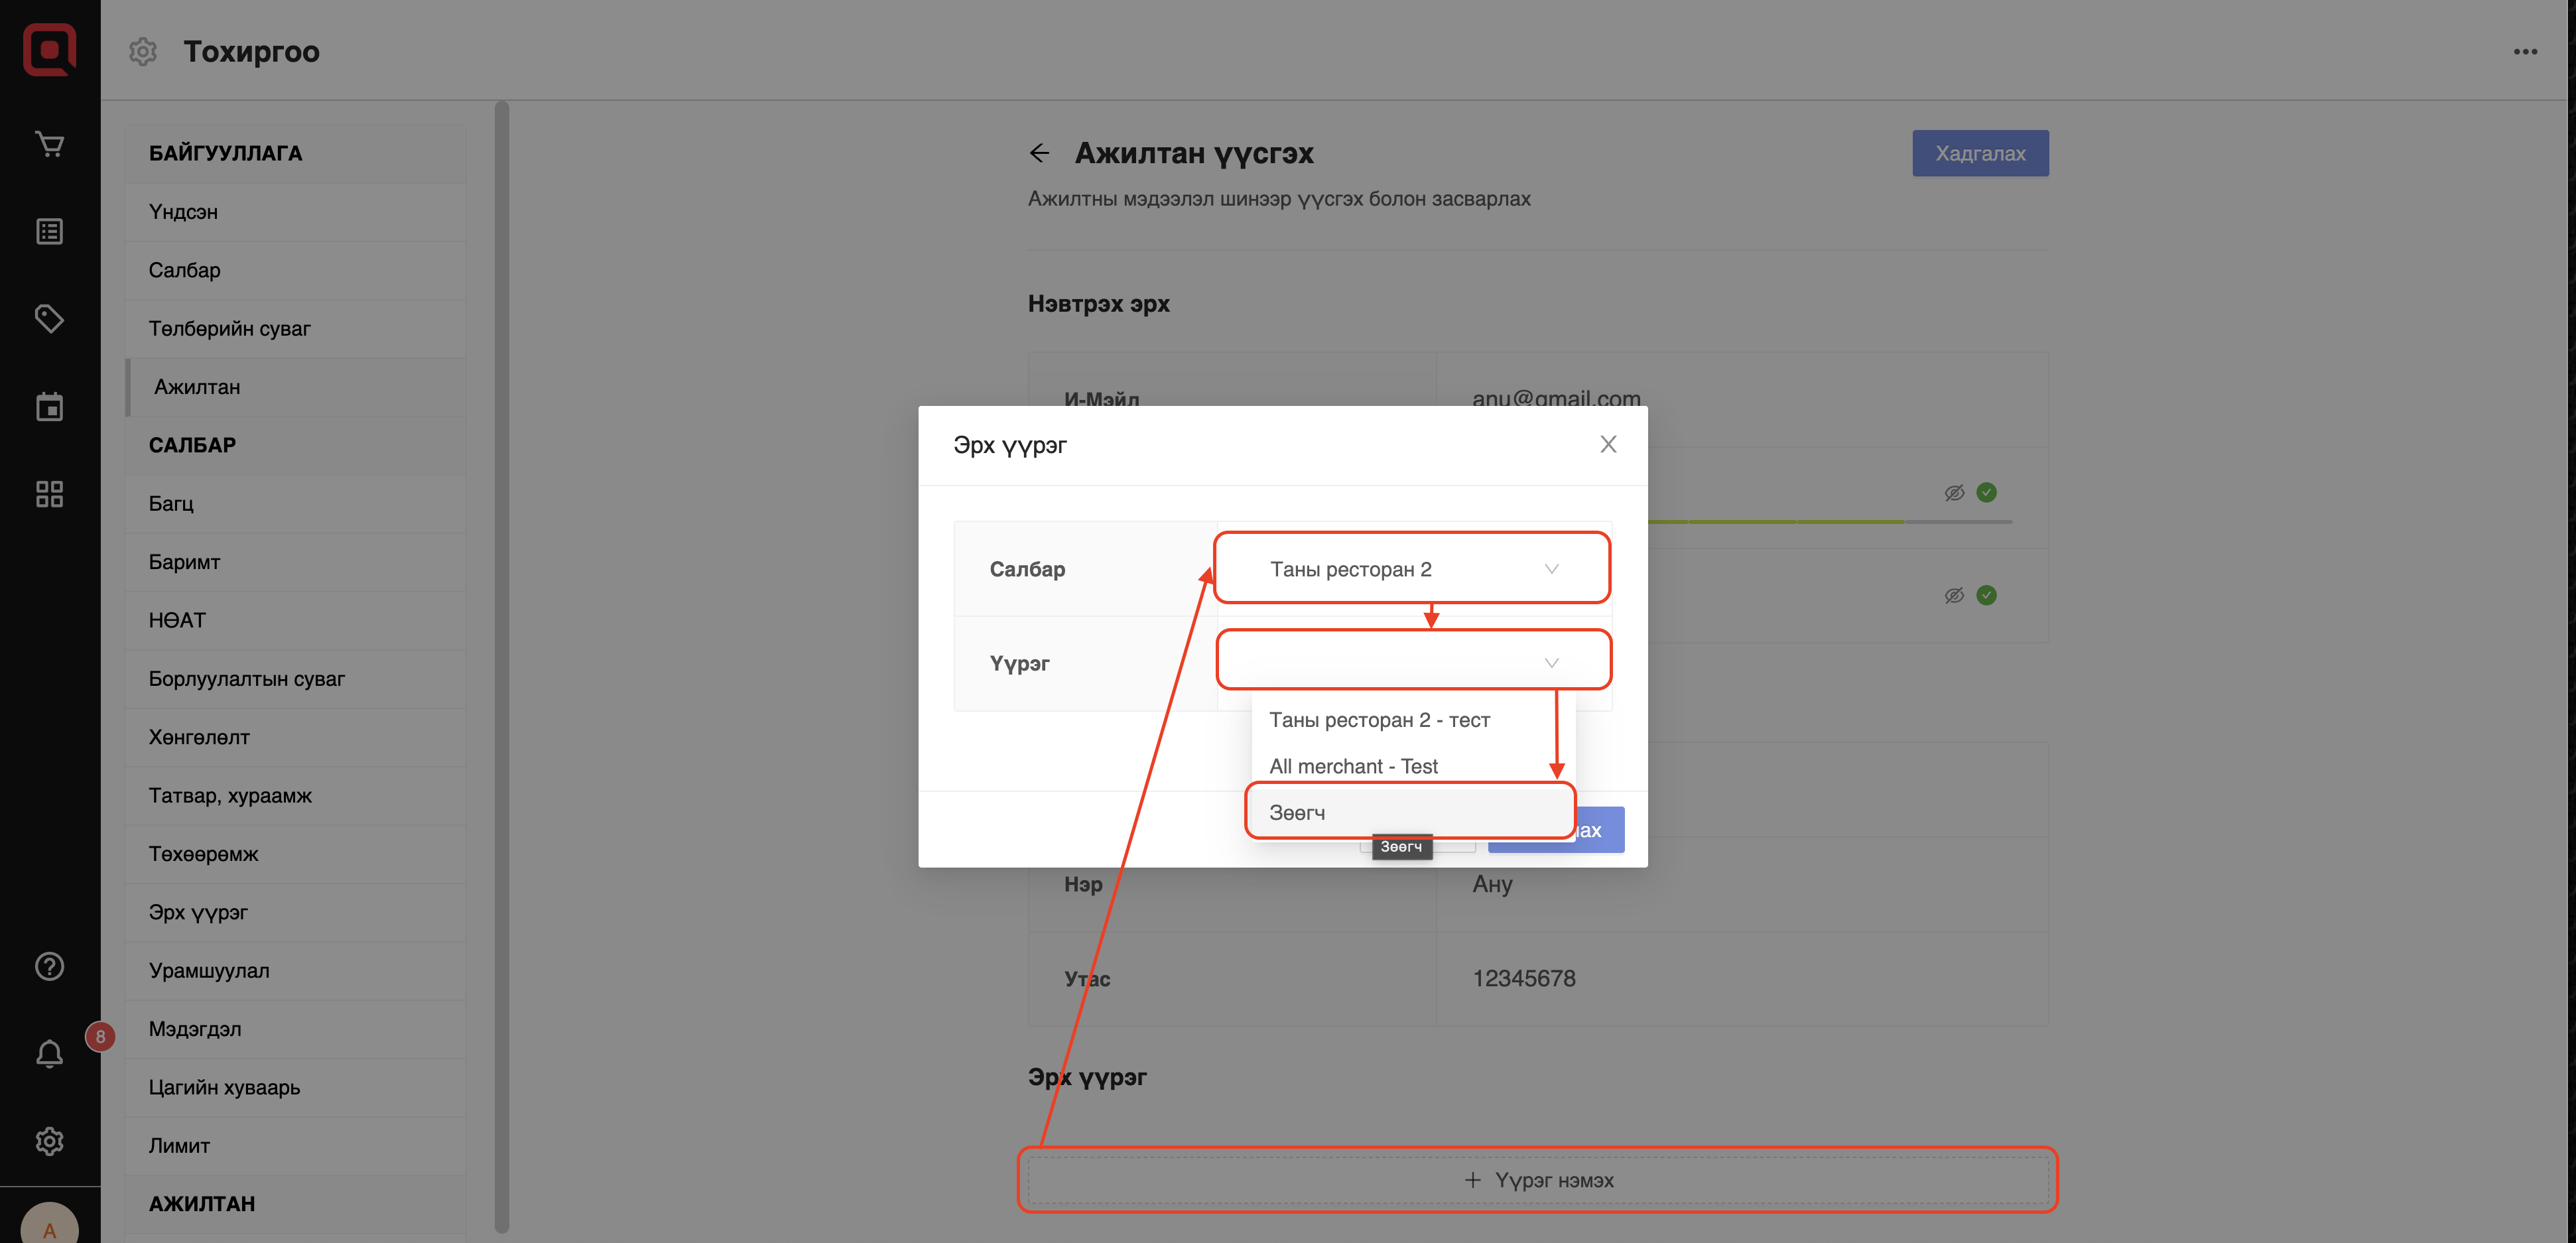 Тохиргоо
БАЙГУУЛЛАГА
Үндсэн
Салбар
Төлбөрийн суваг
Ажилтан
САЛБАР
Багц
Баримт
НӨАТ
Борлуулалтын суваг
Хөнгөлөлт
Татвар, хураамж
Төхөөрөмж
Эрх үүрэг
Урамшуулал
Мэдэгдэл
Цагийн хуваарь
Лимит
АЖИЛТАН
8
A
Ажилтан үүсгэх
Хадгалах
Ажилтны мэдээлэл шинээр үүсгэх болон засварлах
Нэвтрэх эрх
И-Мэйл
anu@gmail.com
Эрх үүрэг
Салбар
Таны ресторан 2
Үүрэг
Таны ресторан 2 - тест
All merchant - Test
Зөөгч
Зөөгч
Нэр
Ану
Утас
12345678
Эрх үүрэг
+ Үүрэг нэмэх